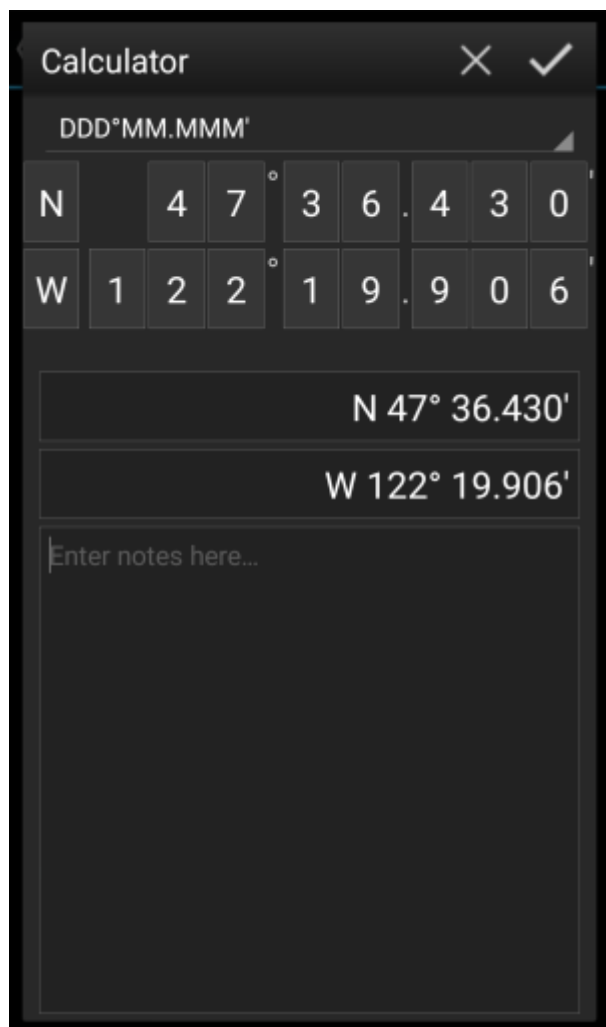 Calculator
DDD°MM.MMM'
N 4 7 ° 3 6 . 4 3 0 '
W 1 2 2 ° 1 9 . 9 0 6 '
N 47° 36.430'
W 122° 19.906'
Enter notes here...